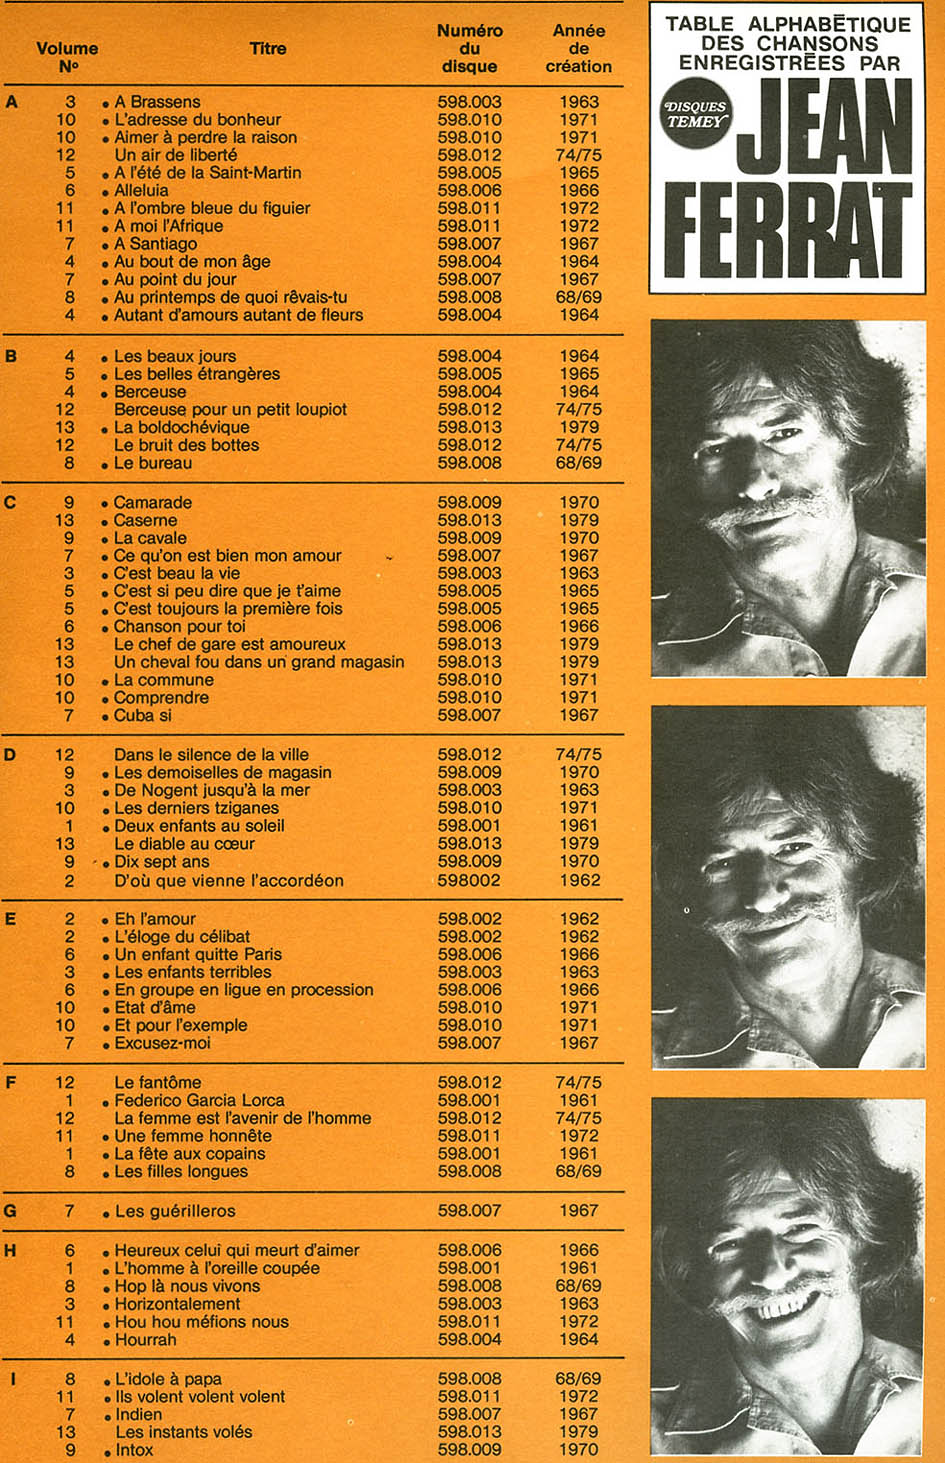 Volume N° Titre Numéro du disque Année de création
A 3 • A Brassens 598.003 1963
10 • L'adresse du bonheur 598.010 1971
10 • Aimer à perdre la raison 598.010 1971
12 Un air de liberté 598.012 74/75
5 • A l'été de la Saint-Martin 598.005 1965
6 • Alleluia 598.006 1966
11 • A l'ombre bleue du figuier 598.011 1972
11 • A moi l'Afrique 598.011 1972
7 • A Santiago 598.007 1967
4 • Au bout de mon âge 598.004 1964
7 • Au point du jour 598.007 1967
8 • Au printemps de quoi rêvais-tu 598.008 68/69
4 • Autant d'amours autant de fleurs 598.004 1964
B 4 • Les beaux jours 598.004 1964
5 • Les belles étrangères 598.005 1965
4 • Berceuse 598.004 1964
12 Berceuse pour un petit loupiot 598.012 74/75
13 • La boldochévique 598.013 1979
12 Le bruit des bottes 598.012 74/75
8 • Le bureau 598.008 68/69
C 9 • Camarade 598.009 1970
13 • Caserne 598.013 1979
9 • La cavale 598.009 1970
7 • Ce qu'on est bien mon amour 598.007 1967
3 • C'est beau la vie 598.003 1963
5 • C'est si peu dire que je t'aime 598.005 1965
5 • C'est toujours la première fois 598.005 1965
6 • Chanson pour toi 598.006 1966
13 Le chef de gare est amoureux 598.013 1979
13 Un cheval fou dans un grand magasin 598.013 1979
10 • La commune 598.010 1971
10 • Comprendre 598.010 1971
7 • Cuba si 598.007 1967
D 12 Dans le silence de la ville 598.012 74/75
9 • Les demoiselles de magasin 598.009 1970
3 • De Nogent jusqu'à la mer 598.003 1963
10 • Les derniers tziganes 598.010 1971
1 • Deux enfants au soleil 598.001 1961
13 Le diable au cœur 598.013 1979
9 • Dix sept ans 598.009 1970
2 D'où que vienne l'accordéon 598002 1962
E 2 • Eh l'amour 598.002 1962
2 • L'éloge du célibat 598.002 1962
6 • Un enfant quitte Paris 598.006 1966
3 • Les enfants terribles 598.003 1963
6 • En groupe en ligue en procession 598.006 1966
10 • Etat d'âme 598.010 1971
10 • Et pour l'exemple 598.010 1971
7 • Excusez-moi 598.007 1967
F 12 Le fantôme 598.012 74/75
1 • Federico Garcia Lorca 598.001 1961
12 La femme est l'avenir de l'homme 598.012 74/75
11 • Une femme honnête 598.011 1972
1 • La fête aux copains 598.001 1961
8 • Les filles longues 598.008 68/69
G 7 • Les guérilleros 598.007 1967
H 6 • Heureux celui qui meurt d'aimer 598.006 1966
1 • L'homme à l'oreille coupée 598.001 1961
8 • Hop là nous vivons 598.008 68/69
3 • Horizontalement 598.003 1963
11 • Hou hou méfions nous 598.011 1972
4 • Hourrah 598.004 1964
I 8 • L'idole à papa 598.008 68/69
11 • Ils volent volent volent 598.011 1972
7 • Indien 598.007 1967
13 Les instants volés 598.013 1979
9 • Intox 598.009 1970
TABLE ALPHABÉTIQUE
DES CHANSONS
ENREGISTRÉES PAR
DISQUES
TEMEY
JEAN
FERRAT